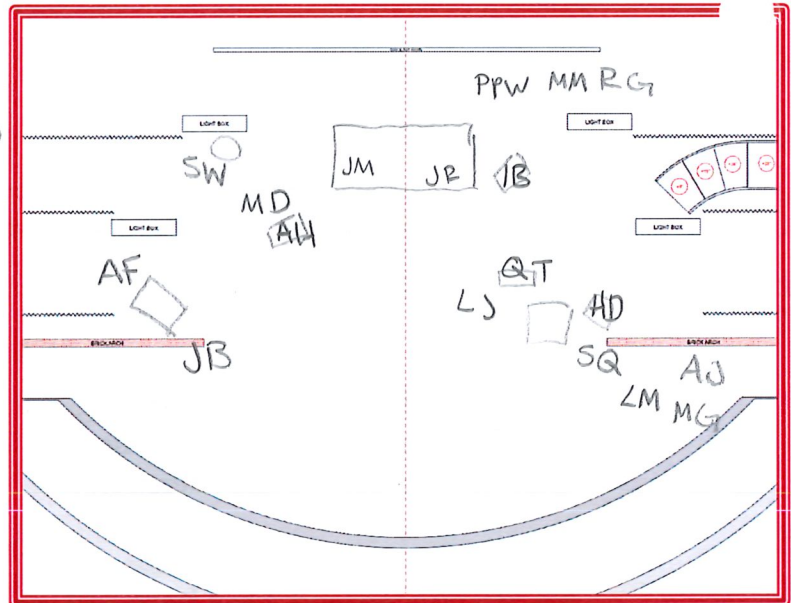 PPW MM RG
LIGHT BOX
LIGHT BOX
SW
JM
JR
JB
MD
AH
LIGHT BOX
LIGHT BOX
AF
QT
LJ
HD
BRICK ARCH
BRICK ARCH
JB
SQ
AJ
LM
MG